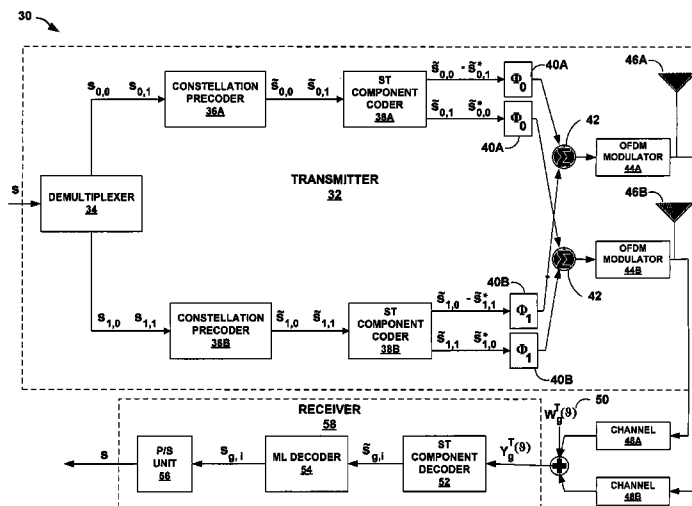 30
46A
40A
S0,0 S0,1
CONSTELLATION
PRECODER
36A
S̃0,0 S̃0,1
ST
COMPONENT
CODER
38A
S̃0,0 - S̃*0,1
Φ0
S̃0,1 S̃*0,0
Φ0
40A
42
Σ
OFDM
MODULATOR
44A
S
DEMULTIPLEXER
34
TRANSMITTER
32
46B
Σ
42
OFDM
MODULATOR
44B
40B
S1,0 S1,1
CONSTELLATION
PRECODER
36B
S̃1,0 S̃1,1
ST
COMPONENT
CODER
38B
S̃1,0 - S̃*1,1
Φ1
S̃1,1 S̃*1,0
Φ1
40B
RECEIVER
58
50
W_g^T(ϑ)
CHANNEL
48A
S
P/S
UNIT
56
Sg,i
ML DECODER
54
S̃g,i
ST
COMPONENT
DECODER
52
Y_g^T(ϑ)
+
CHANNEL
48B